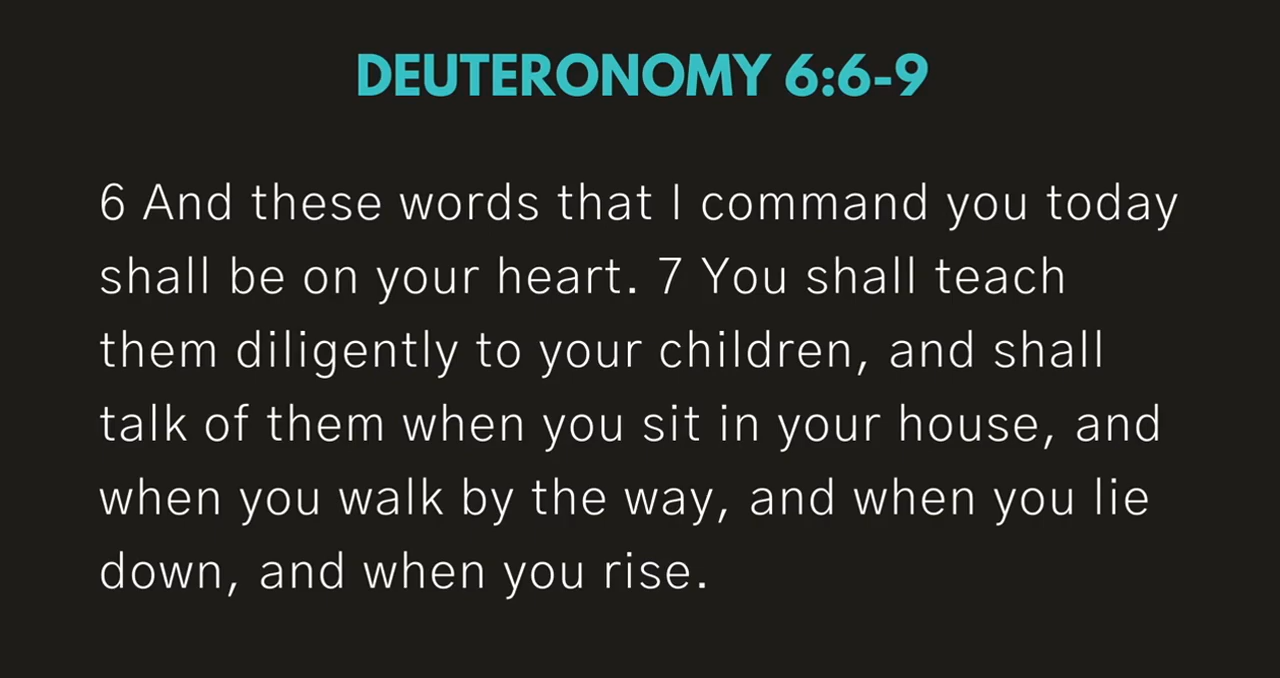 DEUTERONOMY 6:6-9
6 And these words that I command you today
shall be on your heart. 7 You shall teach
them diligently to your children, and shall
talk of them when you sit in your house, and
when you walk by the way, and when you lie
down, and when you rise.